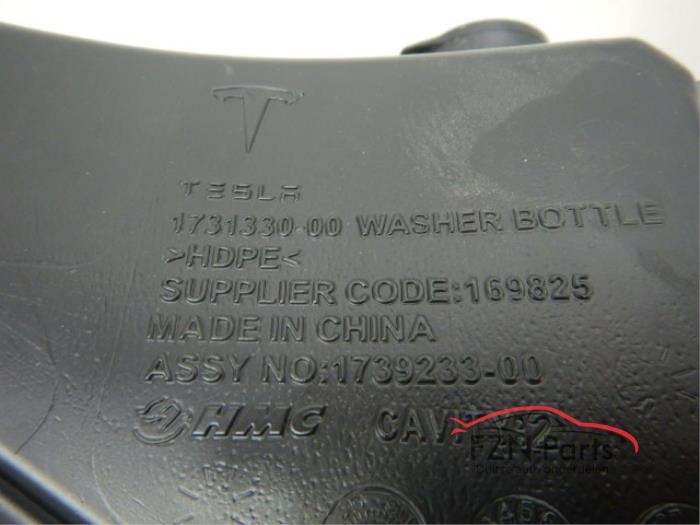 TESLA
1731330-00 WASHER BOTTLE
>HDPE<
SUPPLIER CODE:169825
MADE IN CHINA
ASSY NO:1739233-00
HMC
FZN-Parts